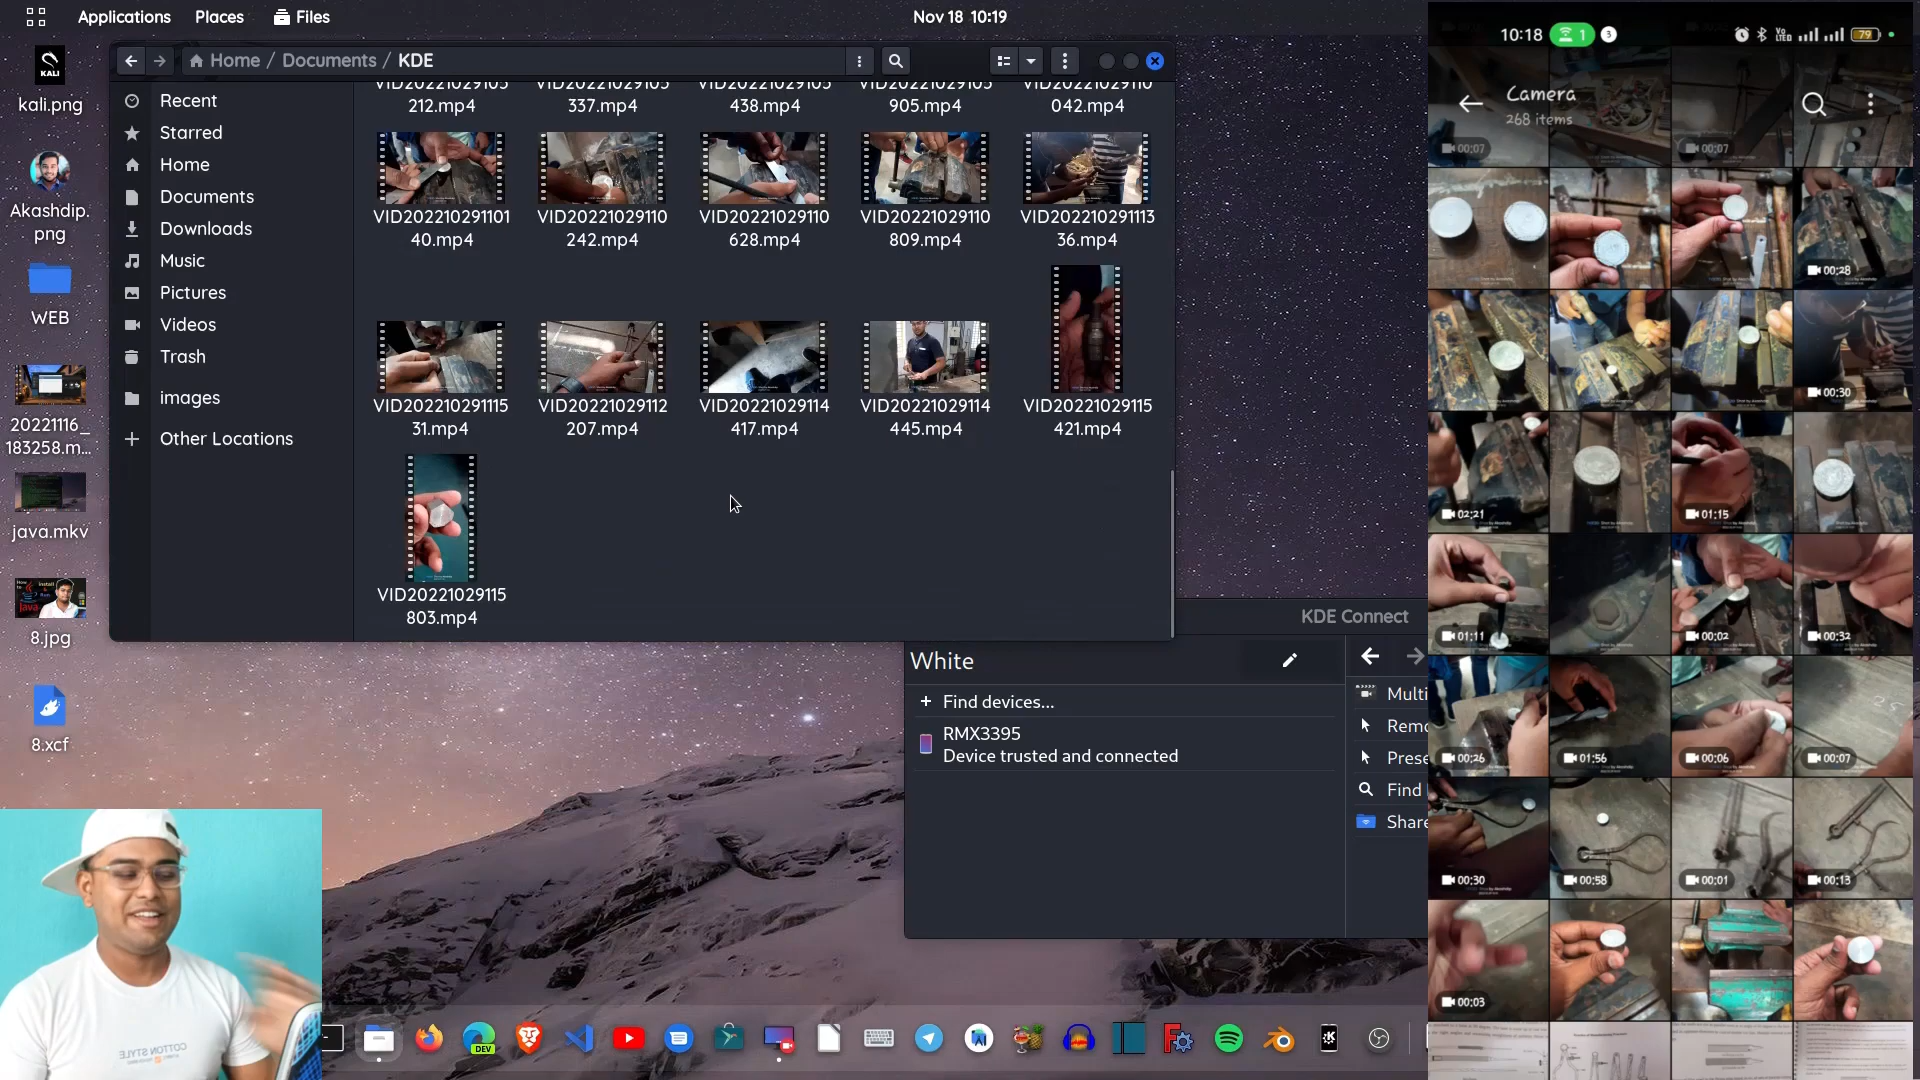 Applications
Places
Files
Nov 18 10:19
Home / Documents / KDE
Recent
Starred
Home
Documents
Downloads
Music
Pictures
Videos
Trash
images
Other Locations
KALI
kali.png
Akashdip.
png
WEB
20221116_
183258.m...
java.mkv
8.jpg
8.xcf
212.mp4
337.mp4
438.mp4
905.mp4
042.mp4
VID202210291101
40.mp4
VID20221029110
242.mp4
VID20221029110
628.mp4
VID20221029110
809.mp4
VID202210291113
36.mp4
VID202210291115
31.mp4
VID20221029112
207.mp4
VID20221029114
417.mp4
VID20221029114
445.mp4
VID20221029115
421.mp4
VID20221029115
803.mp4
KDE Connect
White
Find devices...
RMX3395
Device trusted and connected
Multi
Remo
Prese
Find
Share
10:18
1
3
79
Camera
268 items
00:07
00:07
00:28
00:30
02:21
01:15
01:11
00:02
00:32
00:26
01:56
00:06
00:07
00:30
00:58
00:01
00:13
00:03
COTTON STYLE
DEV